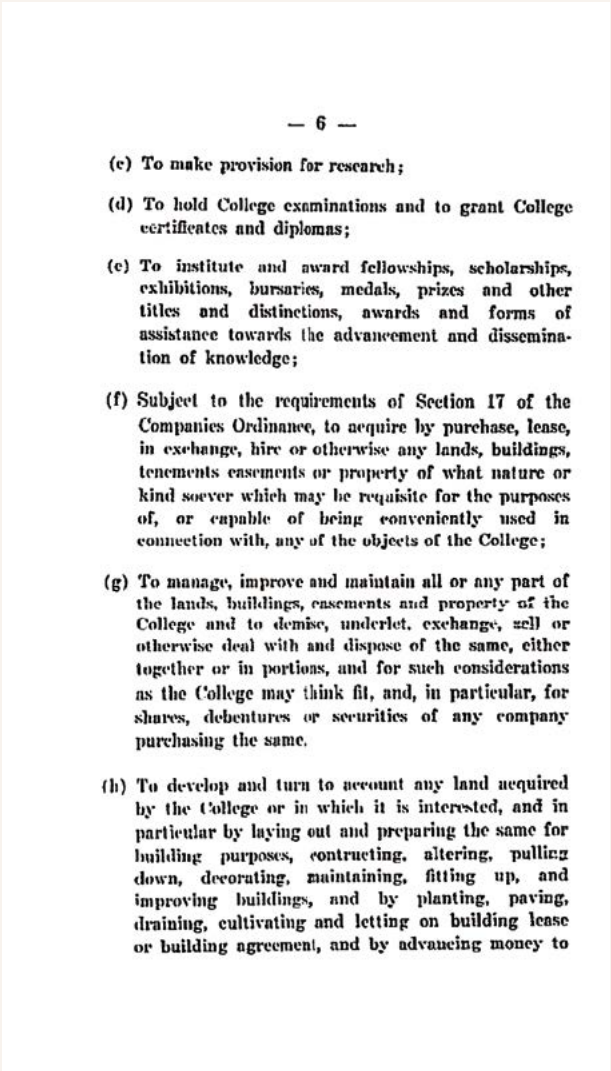 — 6 —
(c) To make provision for research;
(d) To hold College examinations and to grant College
certificates and diplomas;
(e) To institute and award fellowships, scholarships,
exhibitions, bursaries, medals, prizes and other
titles and distinctions, awards and forms of
assistance towards the advancement and dissemina-
tion of knowledge;
(f) Subject to the requirements of Section 17 of the
Companies Ordinance, to acquire by purchase, lease,
in exchange, hire or otherwise any lands, buildings,
tenements easements or property of what nature or
kind soever which may be requisite for the purposes
of, or capable of being conveniently used in
connection with, any of the objects of the College;
(g) To manage, improve and maintain all or any part of
the lands, buildings, easements and property of the
College and to demise, underlet, exchange, sell or
otherwise deal with and dispose of the same, either
together or in portions, and for such considerations
as the College may think fit, and, in particular, for
shares, debentures or securities of any company
purchasing the same.
(h) To develop and turn to account any land acquired
by the College or in which it is interested, and in
particular by laying out and preparing the same for
building purposes, contructing, altering, pulling
down, decorating, maintaining, fitting up, and
improving buildings, and by planting, paving,
draining, cultivating and letting on building lease
or building agreement, and by advancing money to